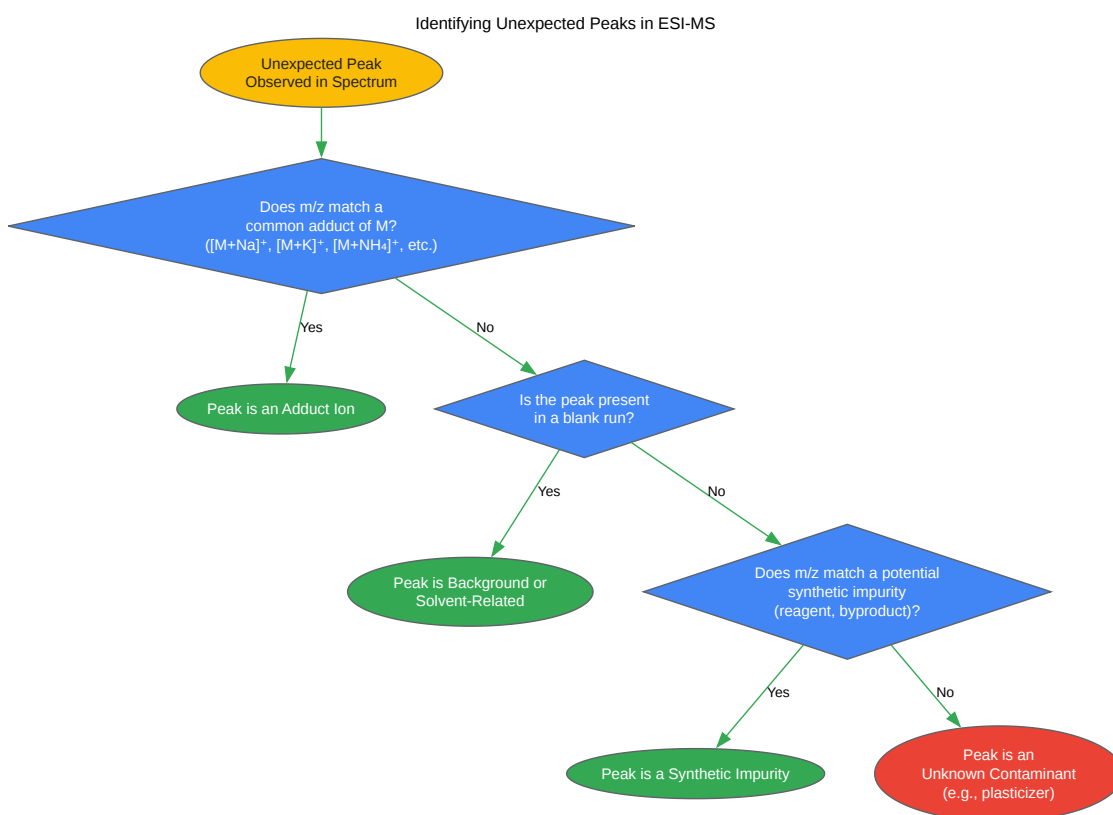 Identifying Unexpected Peaks in ESI-MS
Unexpected Peak
Observed in Spectrum
Does m/z match a
common adduct of M?
([M+Na]⁺, [M+K]⁺, [M+NH₄]⁺, etc.)
Yes
No
Peak is an Adduct Ion
Is the peak present
in a blank run?
Yes
No
Peak is Background or
Solvent-Related
Does m/z match a potential
synthetic impurity
(reagent, byproduct)?
Yes
No
Peak is a Synthetic Impurity
Peak is an
Unknown Contaminant
(e.g., plasticizer)